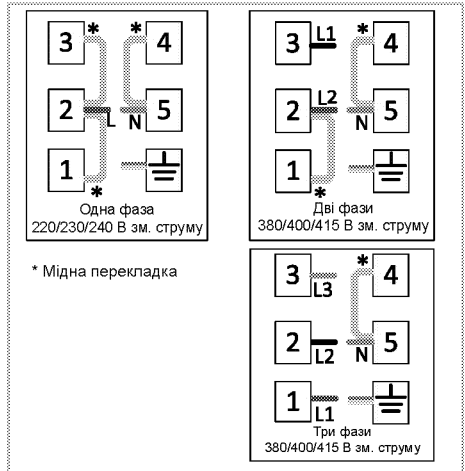 3 * * 4
2 L N 5
1 *
Одна фаза
220/230/240 В зм. струму
3 L1 * 4
2 L2 N 5
1 *
Дві фази
380/400/415 В зм. струму
* Мідна перекладка
3 L3 * 4
2 L2 N 5
1 L1
Три фази
380/400/415 В зм. струму